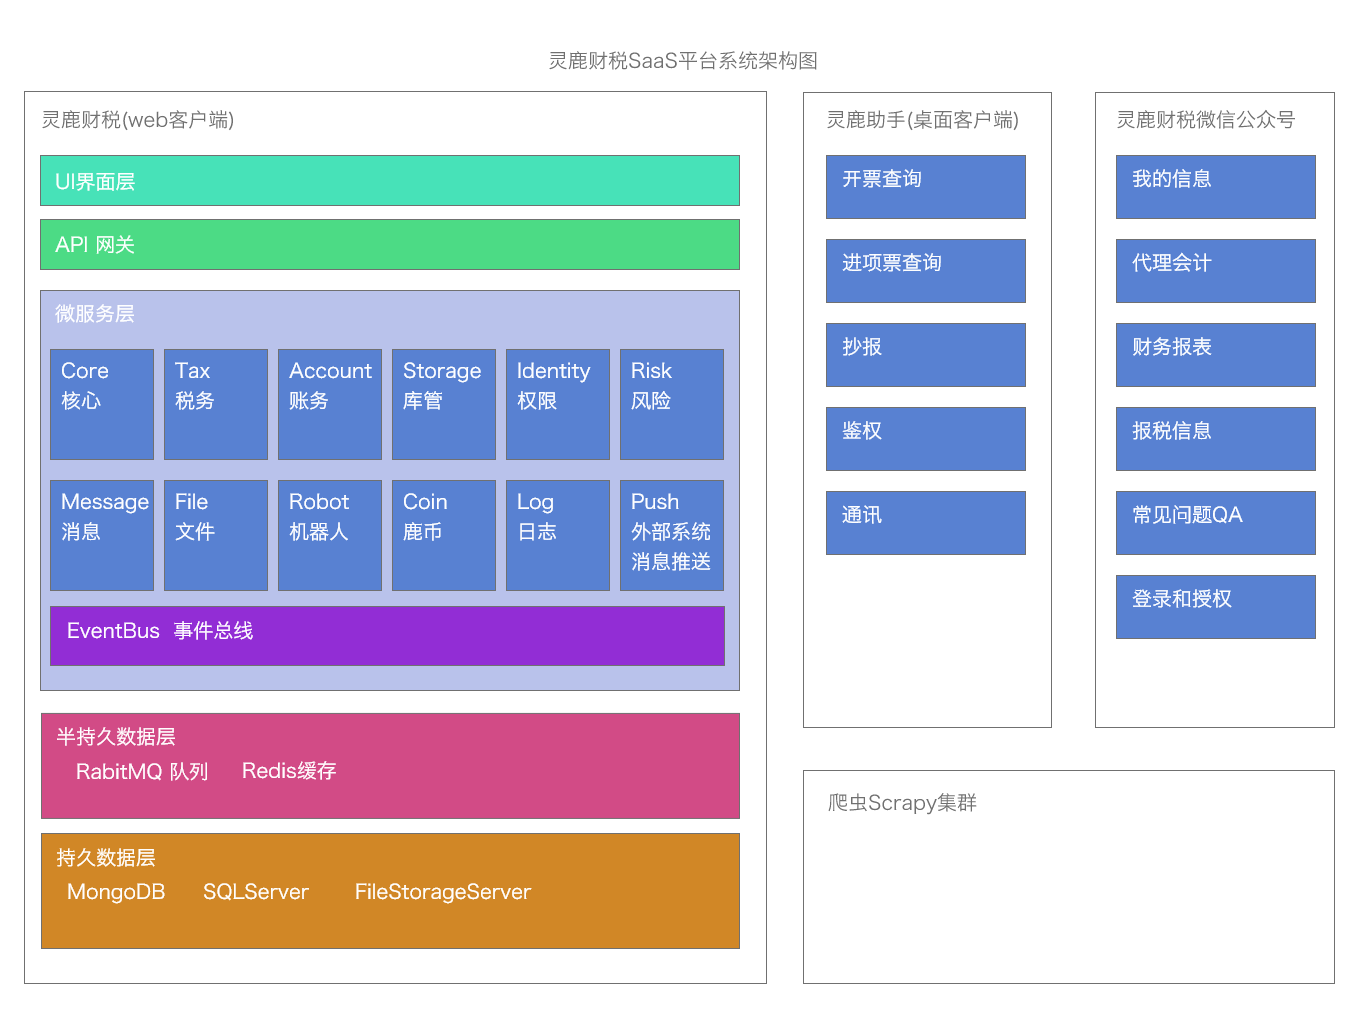 灵鹿财税SaaS平台系统架构图
灵鹿财税(web客户端)
UI界面层
API 网关
微服务层
Core
核心
Tax
税务
Account
账务
Storage
库管
Identity
权限
Risk
风险
Message
消息
File
文件
Robot
机器人
Coin
鹿币
Log
日志
Push
外部系统
消息推送
EventBus 事件总线
半持久数据层
RabitMQ 队列
Redis缓存
持久数据层
MongoDB
SQLServer
FileStorageServer
灵鹿助手(桌面客户端)
开票查询
进项票查询
抄报
鉴权
通讯
灵鹿财税微信公众号
我的信息
代理会计
财务报表
报税信息
常见问题QA
登录和授权
爬虫Scrapy集群